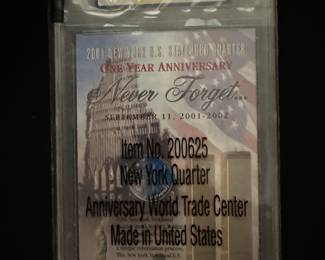 2001 NEW YORK U.S. STATEHOOD QUARTER
ONE YEAR ANNIVERSARY
Never Forget...
SEPTEMBER 11, 2001-2002
Item No. 200625
New York Quarter
Anniversary World Trade Center
Made in United States